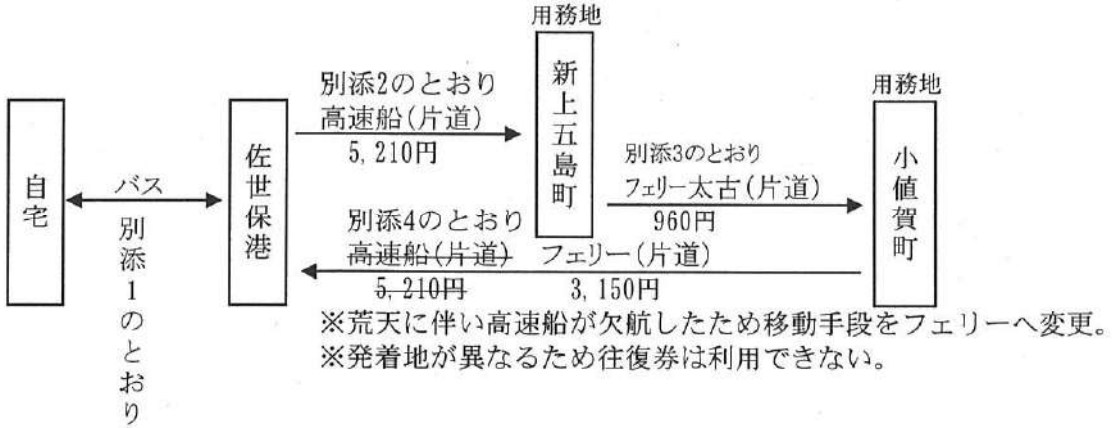 自宅
バス
別添1のとおり
佐世保港
別添2のとおり
高速船(片道)
5,210円
用務地
新上五島町
別添3のとおり
フェリー太古(片道)
960円
用務地
小値賀町
別添4のとおり
高速船(片道) フェリー(片道)
5,210円 3,150円
※荒天に伴い高速船が欠航したため移動手段をフェリーへ変更。
※発着地が異なるため往復券は利用できない。